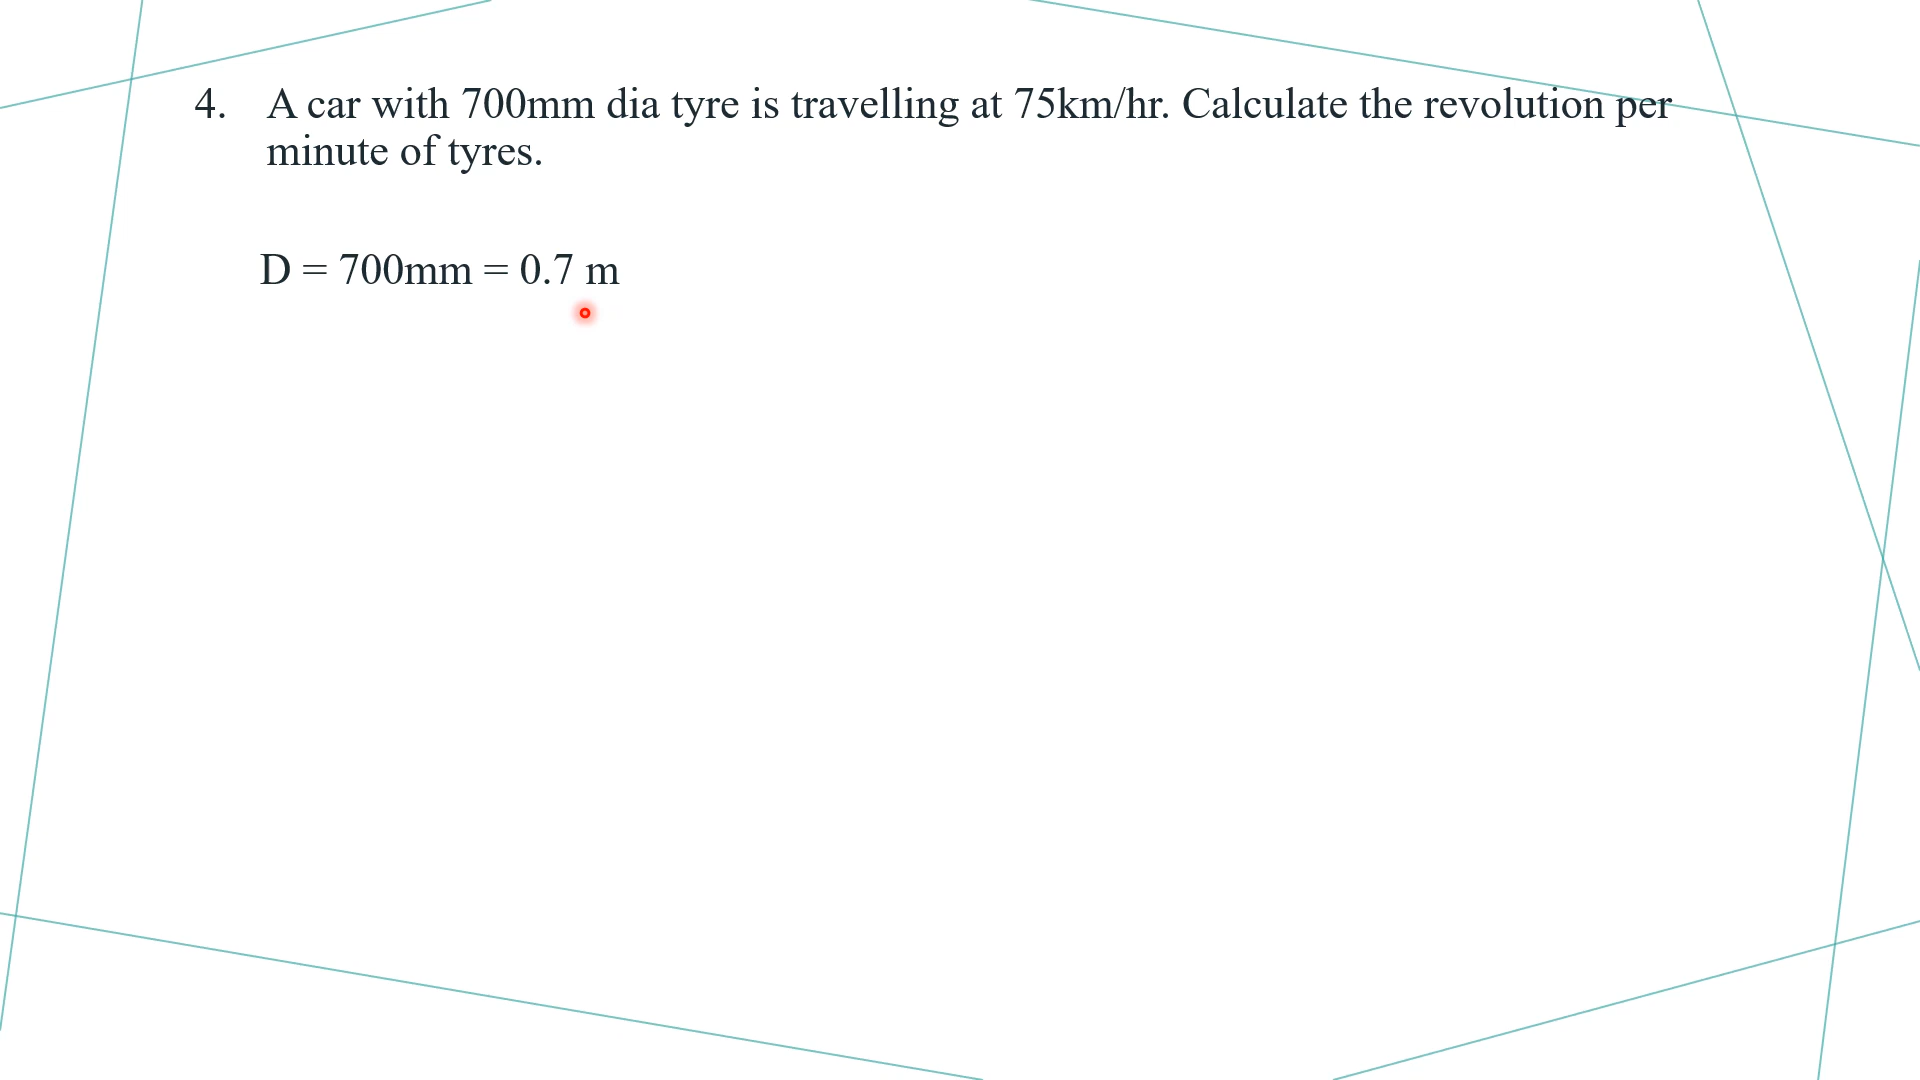 4. A car with 700mm dia tyre is travelling at 75km/hr. Calculate the revolution per
minute of tyres.
D = 700mm = 0.7 m